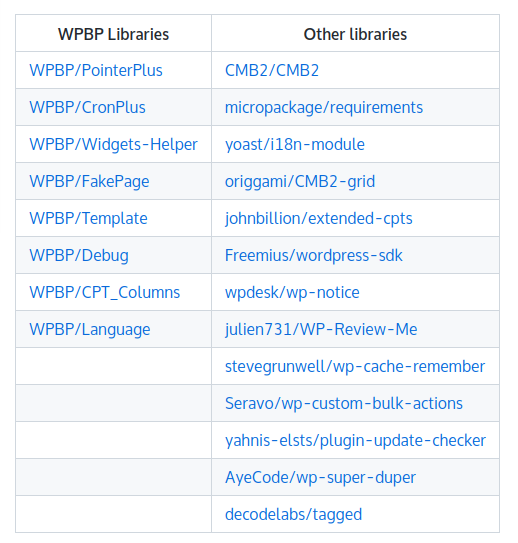 WPBP Libraries Other libraries
WPBP/PointerPlus CMB2/CMB2
WPBP/CronPlus micropackage/requirements
WPBP/Widgets-Helper yoast/i18n-module
WPBP/FakePage origgami/CMB2-grid
WPBP/Template johnbillion/extended-cpts
WPBP/Debug Freemius/wordpress-sdk
WPBP/CPT_Columns wpdesk/wp-notice
WPBP/Language julien731/WP-Review-Me
stevegrunwell/wp-cache-remember
Seravo/wp-custom-bulk-actions
yahnis-elsts/plugin-update-checker
AyeCode/wp-super-duper
decodelabs/tagged